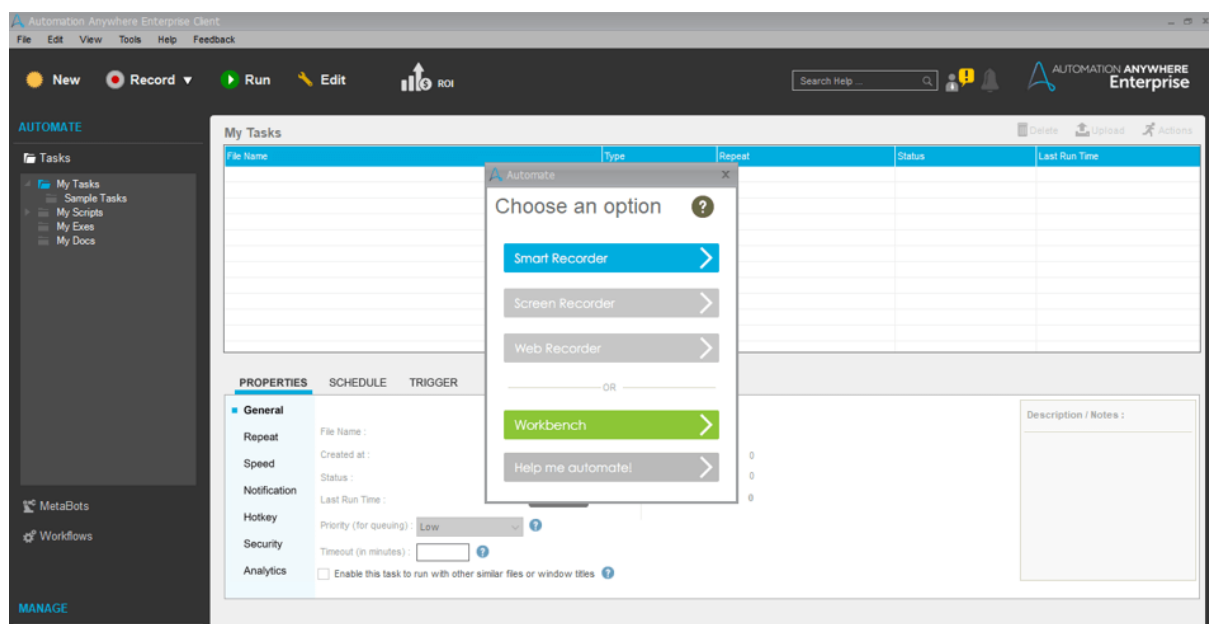 Automation Anywhere Enterprise Client
File Edit View Tools Help Feedback
New Record Run Edit ROI Search Help ... AUTOMATION ANYWHERE
Enterprise
AUTOMATE
My Tasks Delete Upload Actions
Tasks
File Name Type Repeat Status Last Run Time
My Tasks
Sample Tasks
My Scripts
My Exes
My Docs
Automate X
Choose an option ?
Smart Recorder
Screen Recorder
Web Recorder
OR
Workbench
Help me automate!
PROPERTIES SCHEDULE TRIGGER
General
Repeat
Speed
Notification
Hotkey
Security
Analytics
File Name :
Created at : 0
Status : 0
Last Run Time : 0
Priority (for queuing) : Low ?
Timeout (in minutes) : ?
Enable this task to run with other similar files or window titles ?
Description / Notes :
MetaBots
Workflows
MANAGE